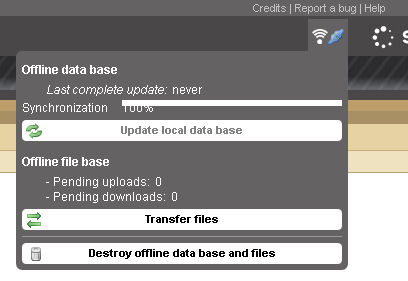 Credits | Report a bug | Help
Offline data base
Last complete update: never
Synchronization 100%
Update local data base
Offline file base
- Pending uploads: 0
- Pending downloads: 0
Transfer files
Destroy offline data base and files